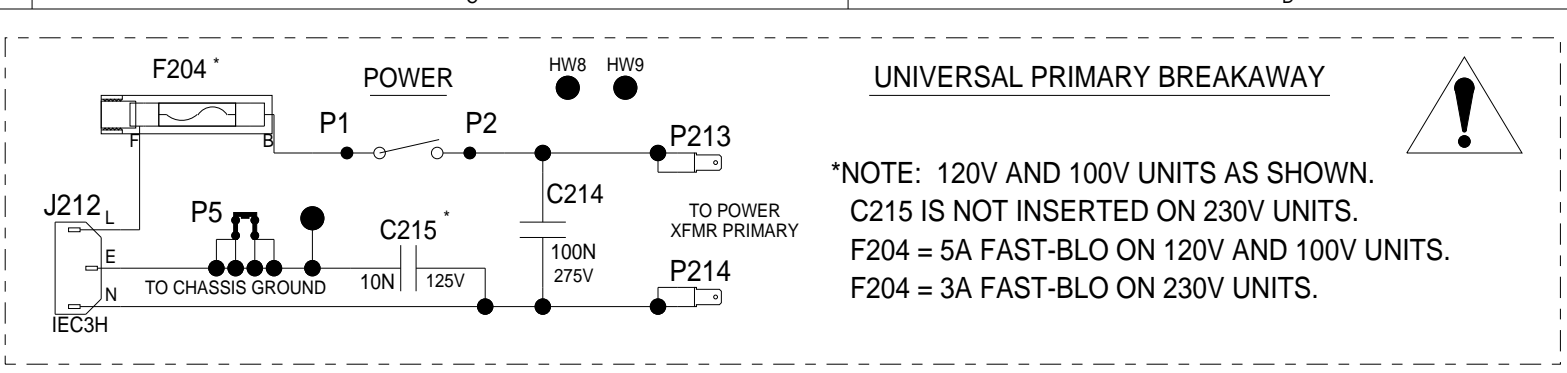 F204 *
POWER
HW8 HW9
UNIVERSAL PRIMARY BREAKAWAY
F
B
P1
P2
P213
*NOTE: 120V AND 100V UNITS AS SHOWN.
C215 IS NOT INSERTED ON 230V UNITS.
F204 = 5A FAST-BLO ON 120V AND 100V UNITS.
F204 = 3A FAST-BLO ON 230V UNITS.
J212
L
P5
C215 *
C214
TO POWER
XFMR PRIMARY
E
TO CHASSIS GROUND
10N
125V
100N
275V
P214
N
IEC3H